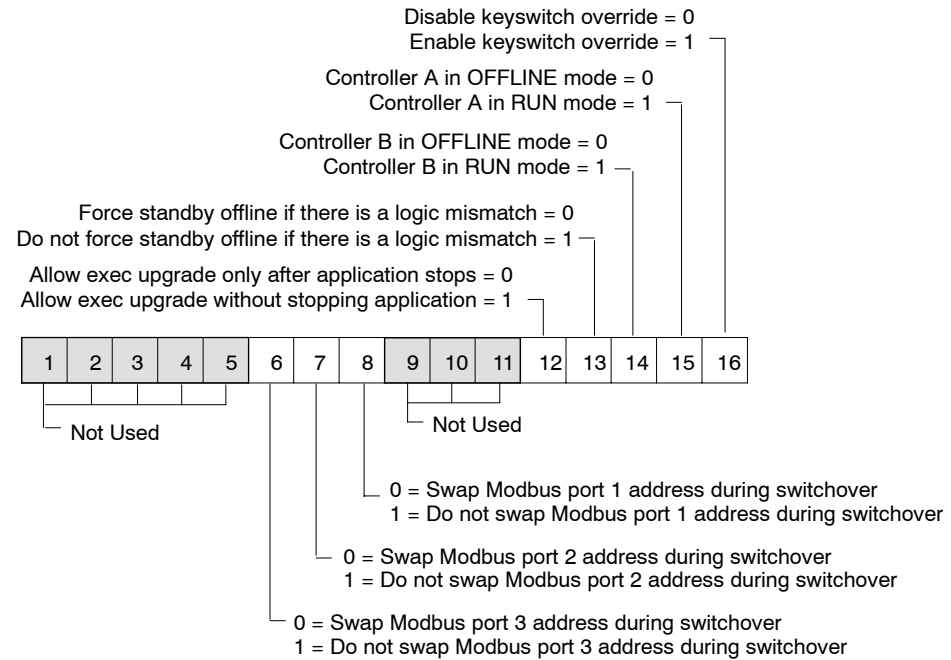 Disable keyswitch override = 0
Enable keyswitch override = 1
Controller A in OFFLINE mode = 0
Controller A in RUN mode = 1
Controller B in OFFLINE mode = 0
Controller B in RUN mode = 1
Force standby offline if there is a logic mismatch = 0
Do not force standby offline if there is a logic mismatch = 1
Allow exec upgrade only after application stops = 0
Allow exec upgrade without stopping application = 1
1 2 3 4 5 6 7 8 9 10 11 12 13 14 15 16
Not Used Not Used
0 = Swap Modbus port 1 address during switchover
1 = Do not swap Modbus port 1 address during switchover
0 = Swap Modbus port 2 address during switchover
1 = Do not swap Modbus port 2 address during switchover
0 = Swap Modbus port 3 address during switchover
1 = Do not swap Modbus port 3 address during switchover